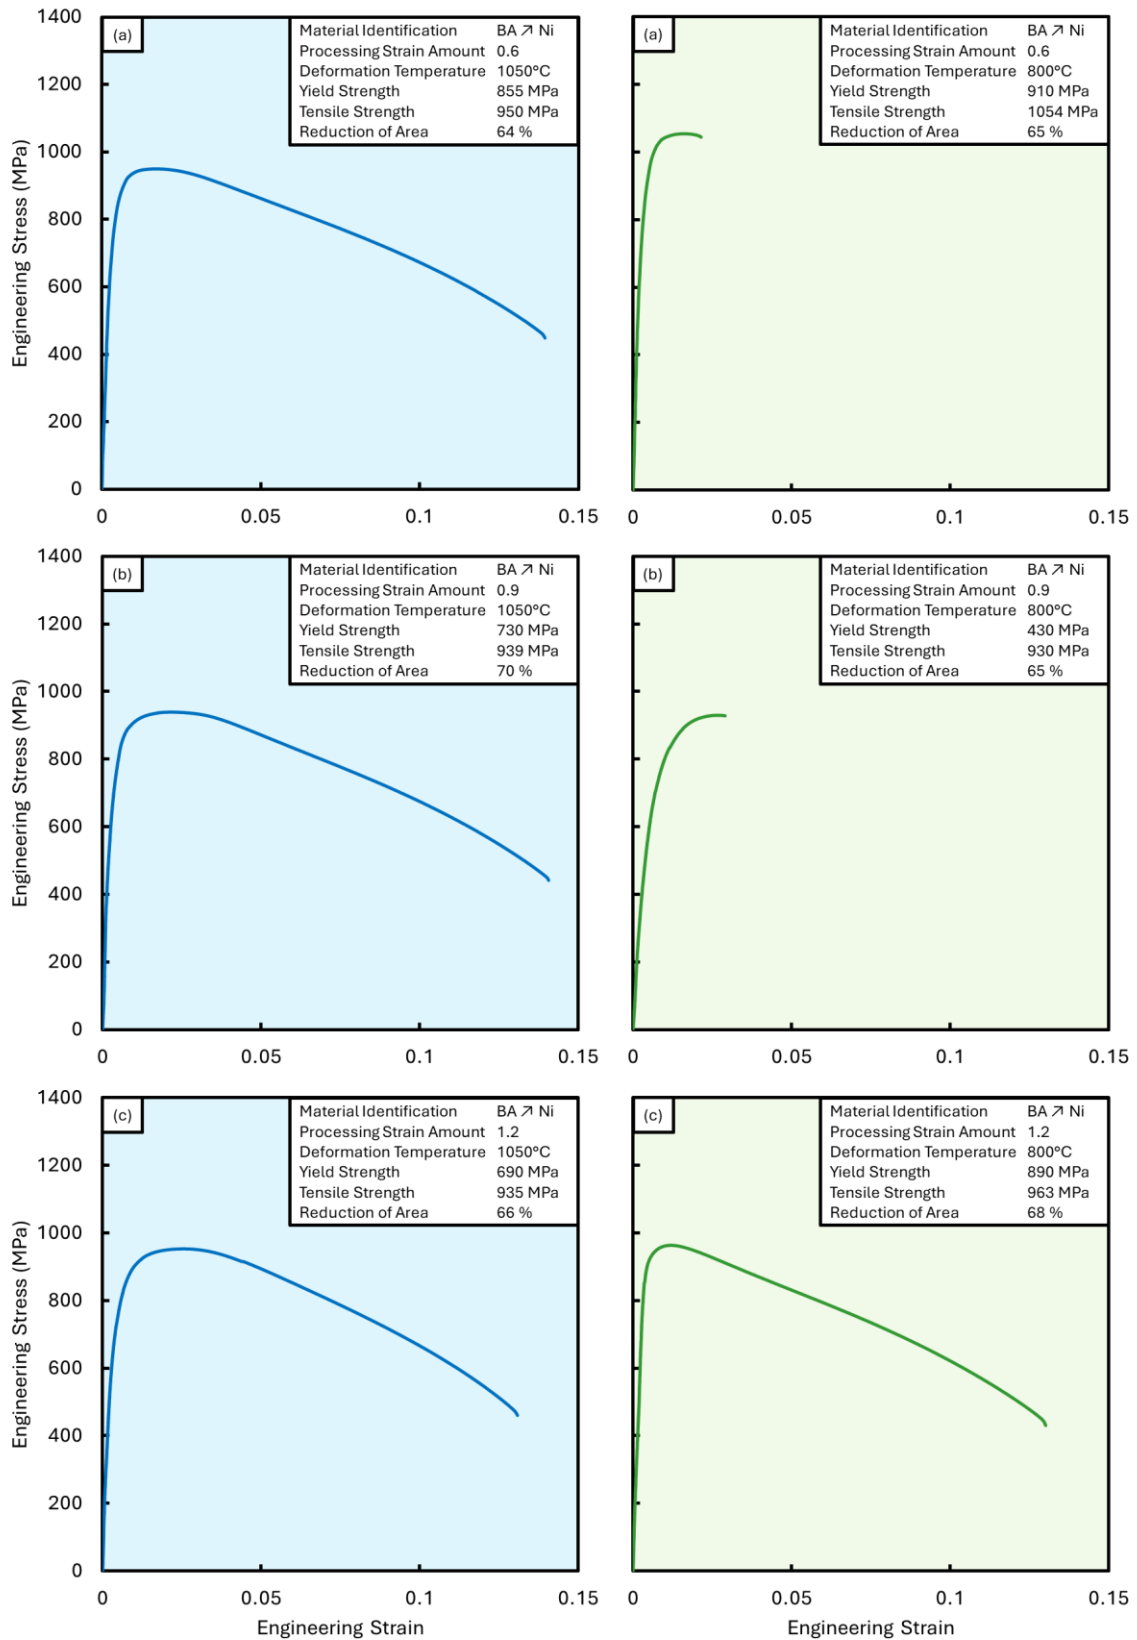 1400
1200
1000
800
600
400
200
0
Engineering Stress (MPa)
(a)
Material Identification BA ↗ Ni
Processing Strain Amount 0.6
Deformation Temperature 1050°C
Yield Strength 855 MPa
Tensile Strength 950 MPa
Reduction of Area 64 %
0 0.05 0.1 0.15
(a)
Material Identification BA ↗ Ni
Processing Strain Amount 0.6
Deformation Temperature 800°C
Yield Strength 910 MPa
Tensile Strength 1054 MPa
Reduction of Area 65 %
0 0.05 0.1 0.15
1400
1200
1000
800
600
400
200
0
Engineering Stress (MPa)
(b)
Material Identification BA ↗ Ni
Processing Strain Amount 0.9
Deformation Temperature 1050°C
Yield Strength 730 MPa
Tensile Strength 939 MPa
Reduction of Area 70 %
0 0.05 0.1 0.15
(b)
Material Identification BA ↗ Ni
Processing Strain Amount 0.9
Deformation Temperature 800°C
Yield Strength 430 MPa
Tensile Strength 930 MPa
Reduction of Area 65 %
0 0.05 0.1 0.15
1400
1200
1000
800
600
400
200
0
Engineering Stress (MPa)
(c)
Material Identification BA ↗ Ni
Processing Strain Amount 1.2
Deformation Temperature 1050°C
Yield Strength 690 MPa
Tensile Strength 935 MPa
Reduction of Area 66 %
0 0.05 0.1 0.15
Engineering Strain
(c)
Material Identification BA ↗ Ni
Processing Strain Amount 1.2
Deformation Temperature 800°C
Yield Strength 890 MPa
Tensile Strength 963 MPa
Reduction of Area 68 %
0 0.05 0.1 0.15
Engineering Strain